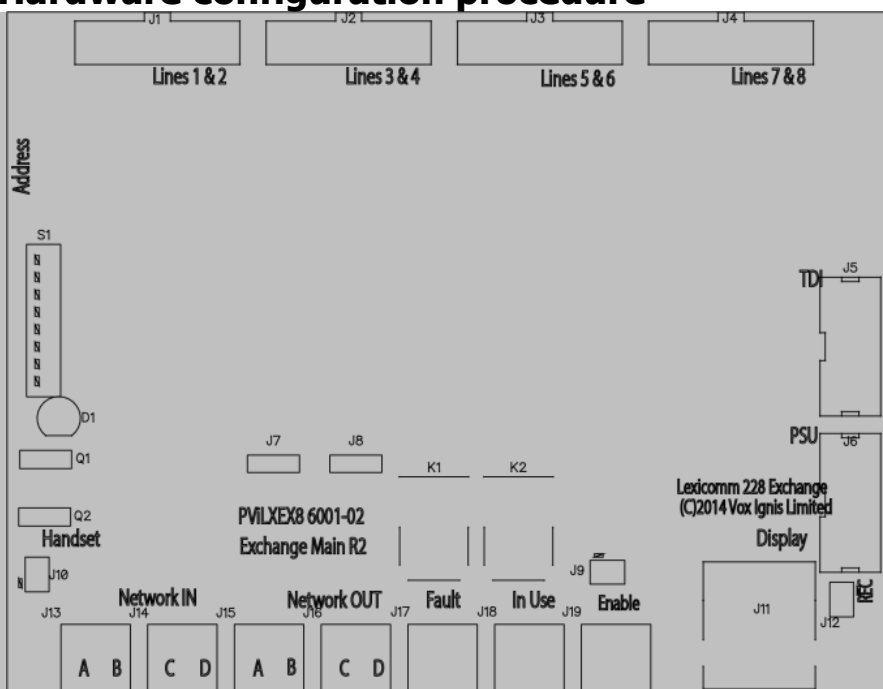 Hardware configuration procedure
J1 J2 J3 J4
Lines 1 & 2 Lines 3 & 4 Lines 5 & 6 Lines 7 & 8
Address
S1
TDI J5
D1
PSU J6
J7 J8
Q1
K1 K2
Lexicomm 228 Exchange
(C)2014 Vox Ignis Limited
Q2
PViLXEX8 6001-02
Handset
Exchange Main R2
Display
J9
J10
REC
Network IN Network OUT Fault In Use Enable
J13 J14 J15 J16 J17 J18 J19 J11 J12
A B C D A B C D